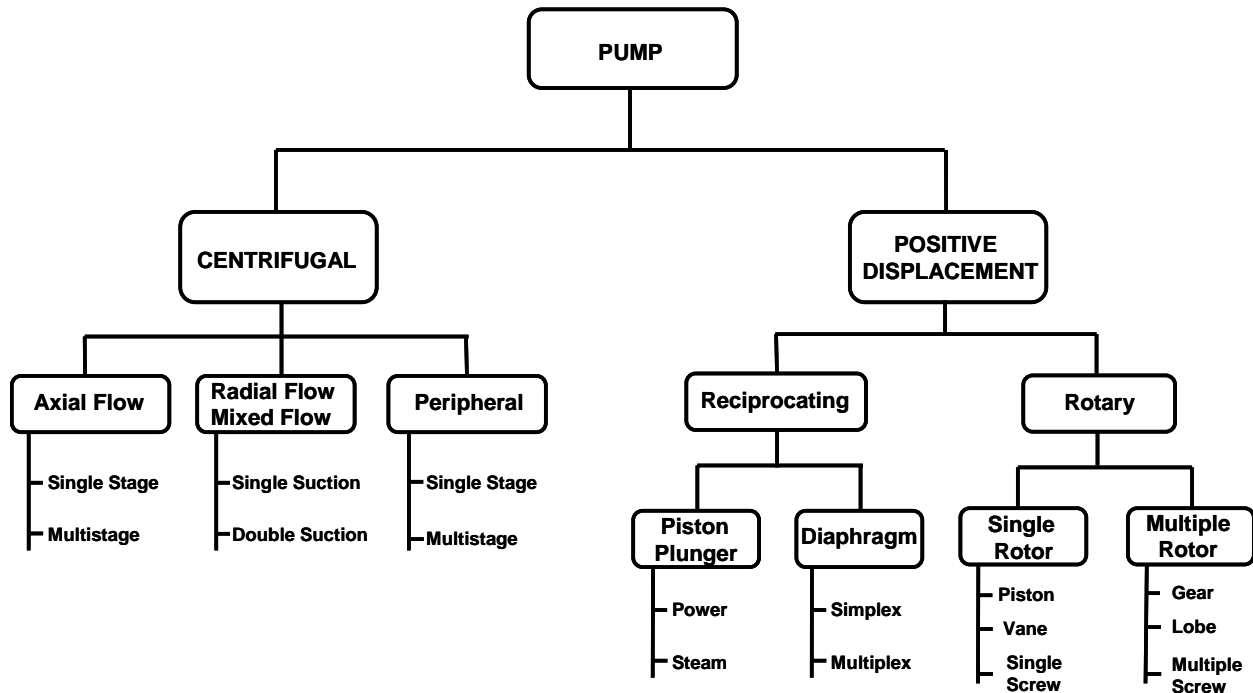 PUMP
CENTRIFUGAL
POSITIVE
DISPLACEMENT
Axial Flow
Radial Flow
Mixed Flow
Peripheral
Reciprocating
Rotary
Single Stage
Multistage
Single Suction
Double Suction
Single Stage
Multistage
Piston
Plunger
Diaphragm
Single
Rotor
Multiple
Rotor
Power
Steam
Simplex
Multiplex
Piston
Vane
Single
Screw
Gear
Lobe
Multiple
Screw